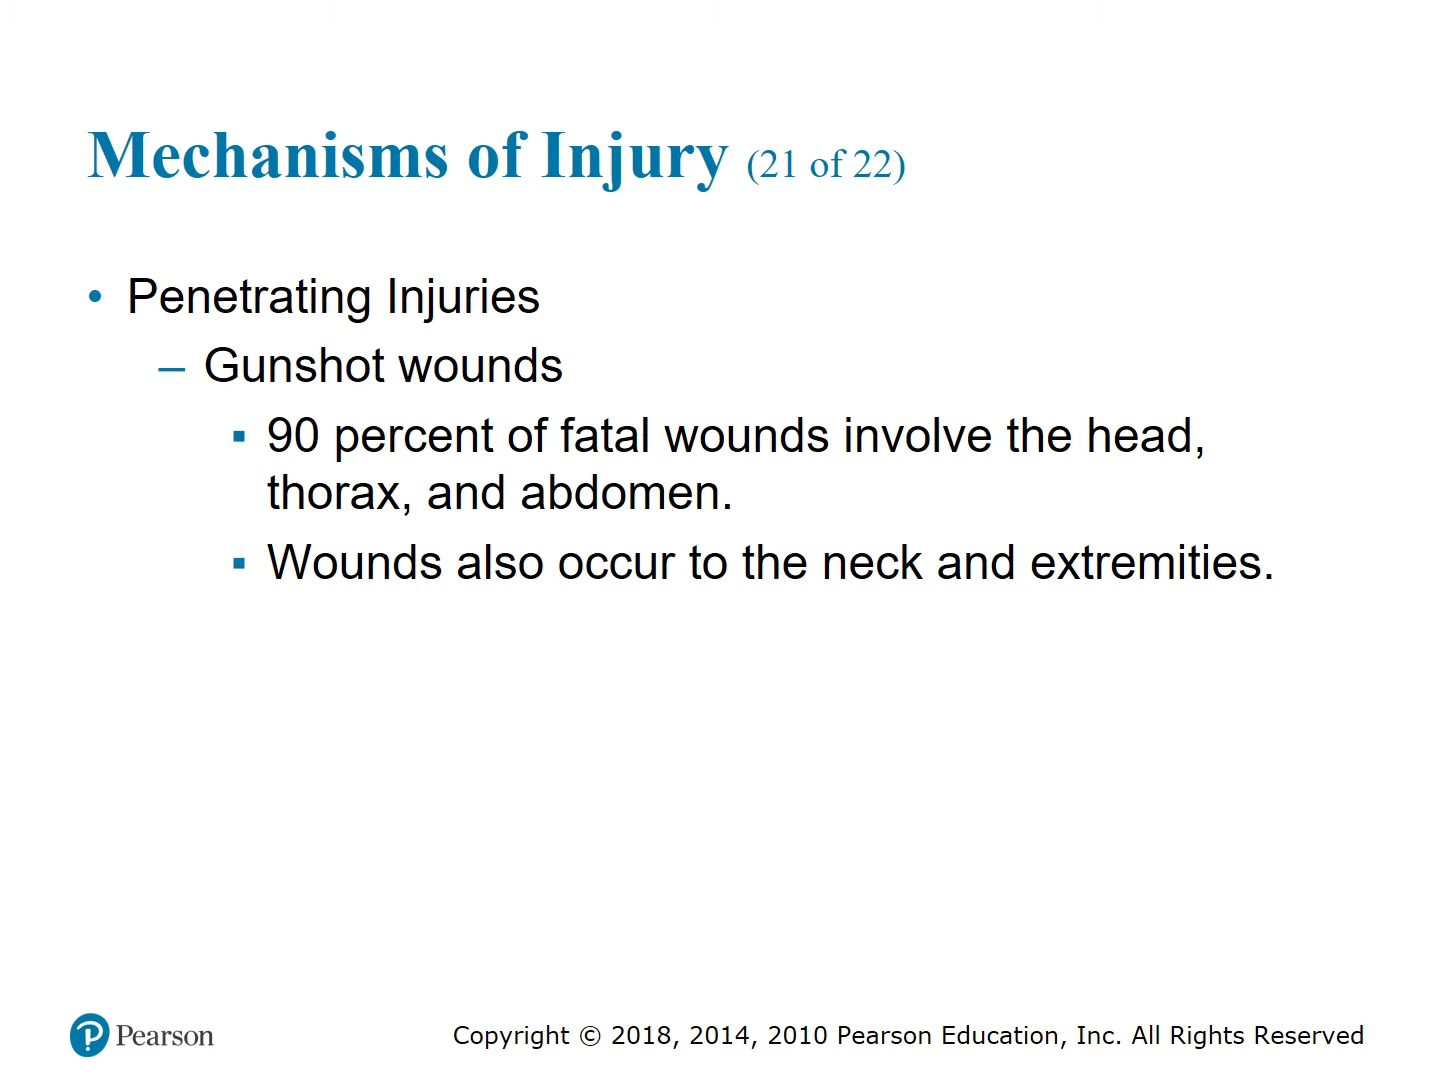 Mechanisms of Injury (21 of 22)
• Penetrating Injuries
– Gunshot wounds
▪ 90 percent of fatal wounds involve the head,
thorax, and abdomen.
▪ Wounds also occur to the neck and extremities.
Pearson
Copyright © 2018, 2014, 2010 Pearson Education, Inc. All Rights Reserved